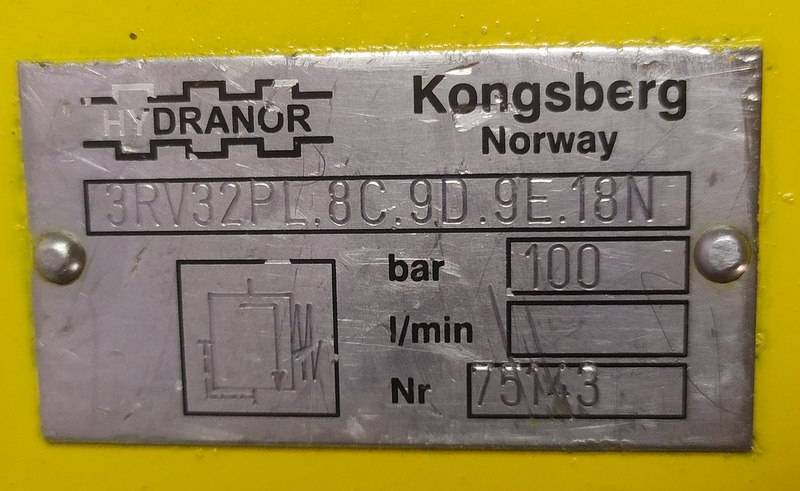 HYDRANOR
Kongsberg
Norway
3RV32PL.8C.9D.9E.18N
bar 100
l/min
Nr 75143